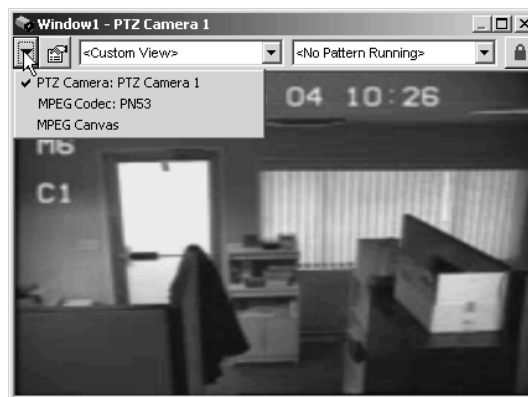 Window1 - PTZ Camera 1
<Custom View>
<No Pattern Running>
PTZ Camera: PTZ Camera 1
MPEG Codec: PN53
MPEG Canvas
04 10:26
M6
C1